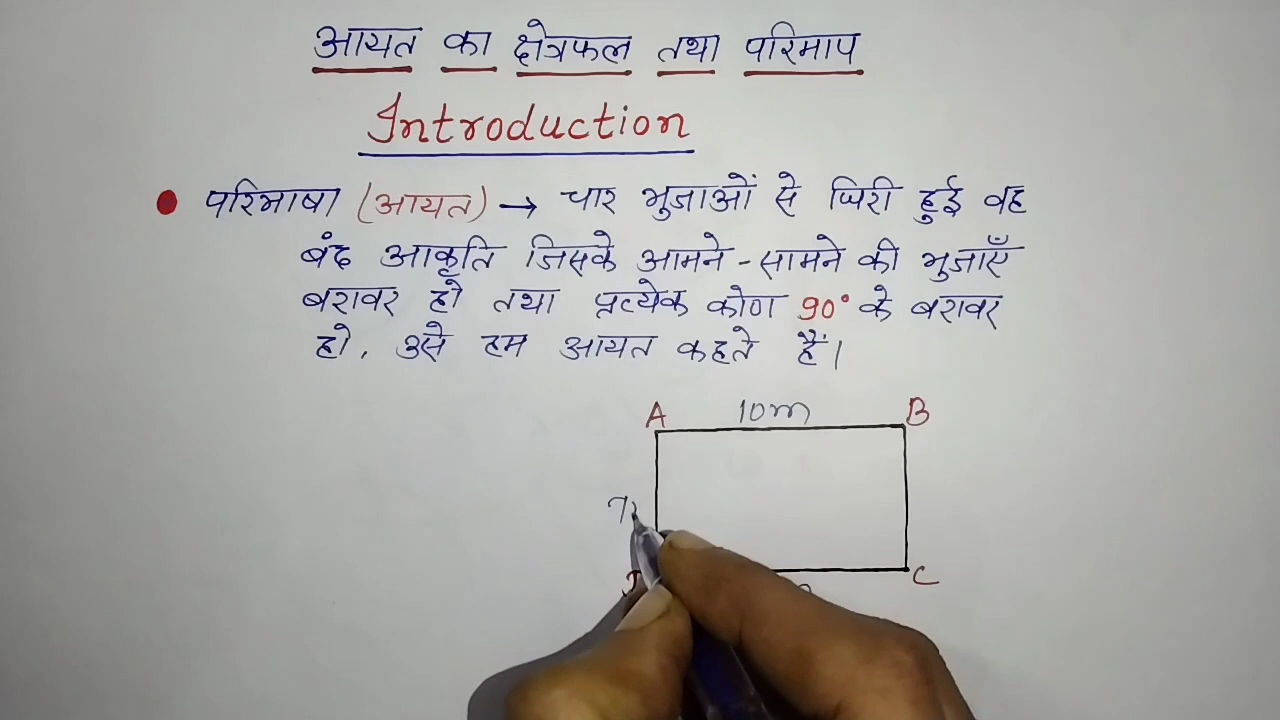 आयत का क्षेत्रफल तथा परिमाप
Introduction
परिभाषा (आयत) → चार भुजाओं से घिरी हुई वह
बंद आकृति जिसके आमने-सामने की भुजाएँ
बराबर हो तथा प्रत्येक कोण 90° के बराबर
हो, उसे हम आयत कहते हैं।
A 10m B
7
C